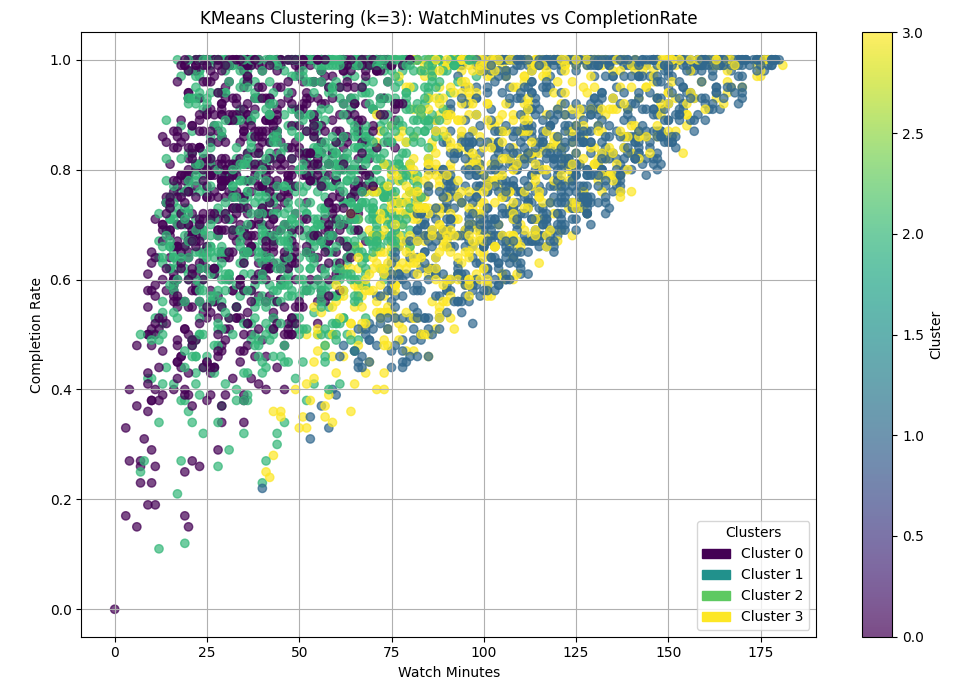 KMeans Clustering (k=3): WatchMinutes vs CompletionRate
Completion Rate
1.0
0.8
0.6
0.4
0.2
0.0
0
25
50
75
100
125
150
175
Watch Minutes
Clusters
Cluster 0
Cluster 1
Cluster 2
Cluster 3
3.0
2.5
2.0
1.5
1.0
0.5
0.0
Cluster